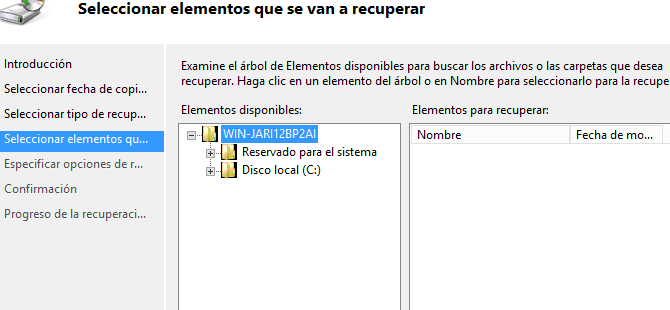 Seleccionar elementos que se van a recuperar
Introducción
Seleccionar fecha de copi...
Seleccionar tipo de recup...
Seleccionar elementos qu...
Especificar opciones de r...
Confirmación
Progreso de la recuperaci...
Examine el árbol de Elementos disponibles para buscar los archivos o las carpetas que desea
recuperar. Haga clic en un elemento del árbol o en Nombre para seleccionarlo para la recupe
Elementos disponibles:
WIN-JARI12BP2AI
Reservado para el sistema
Disco local (C:)
Elementos para recuperar:
Nombre
Fecha de mo...